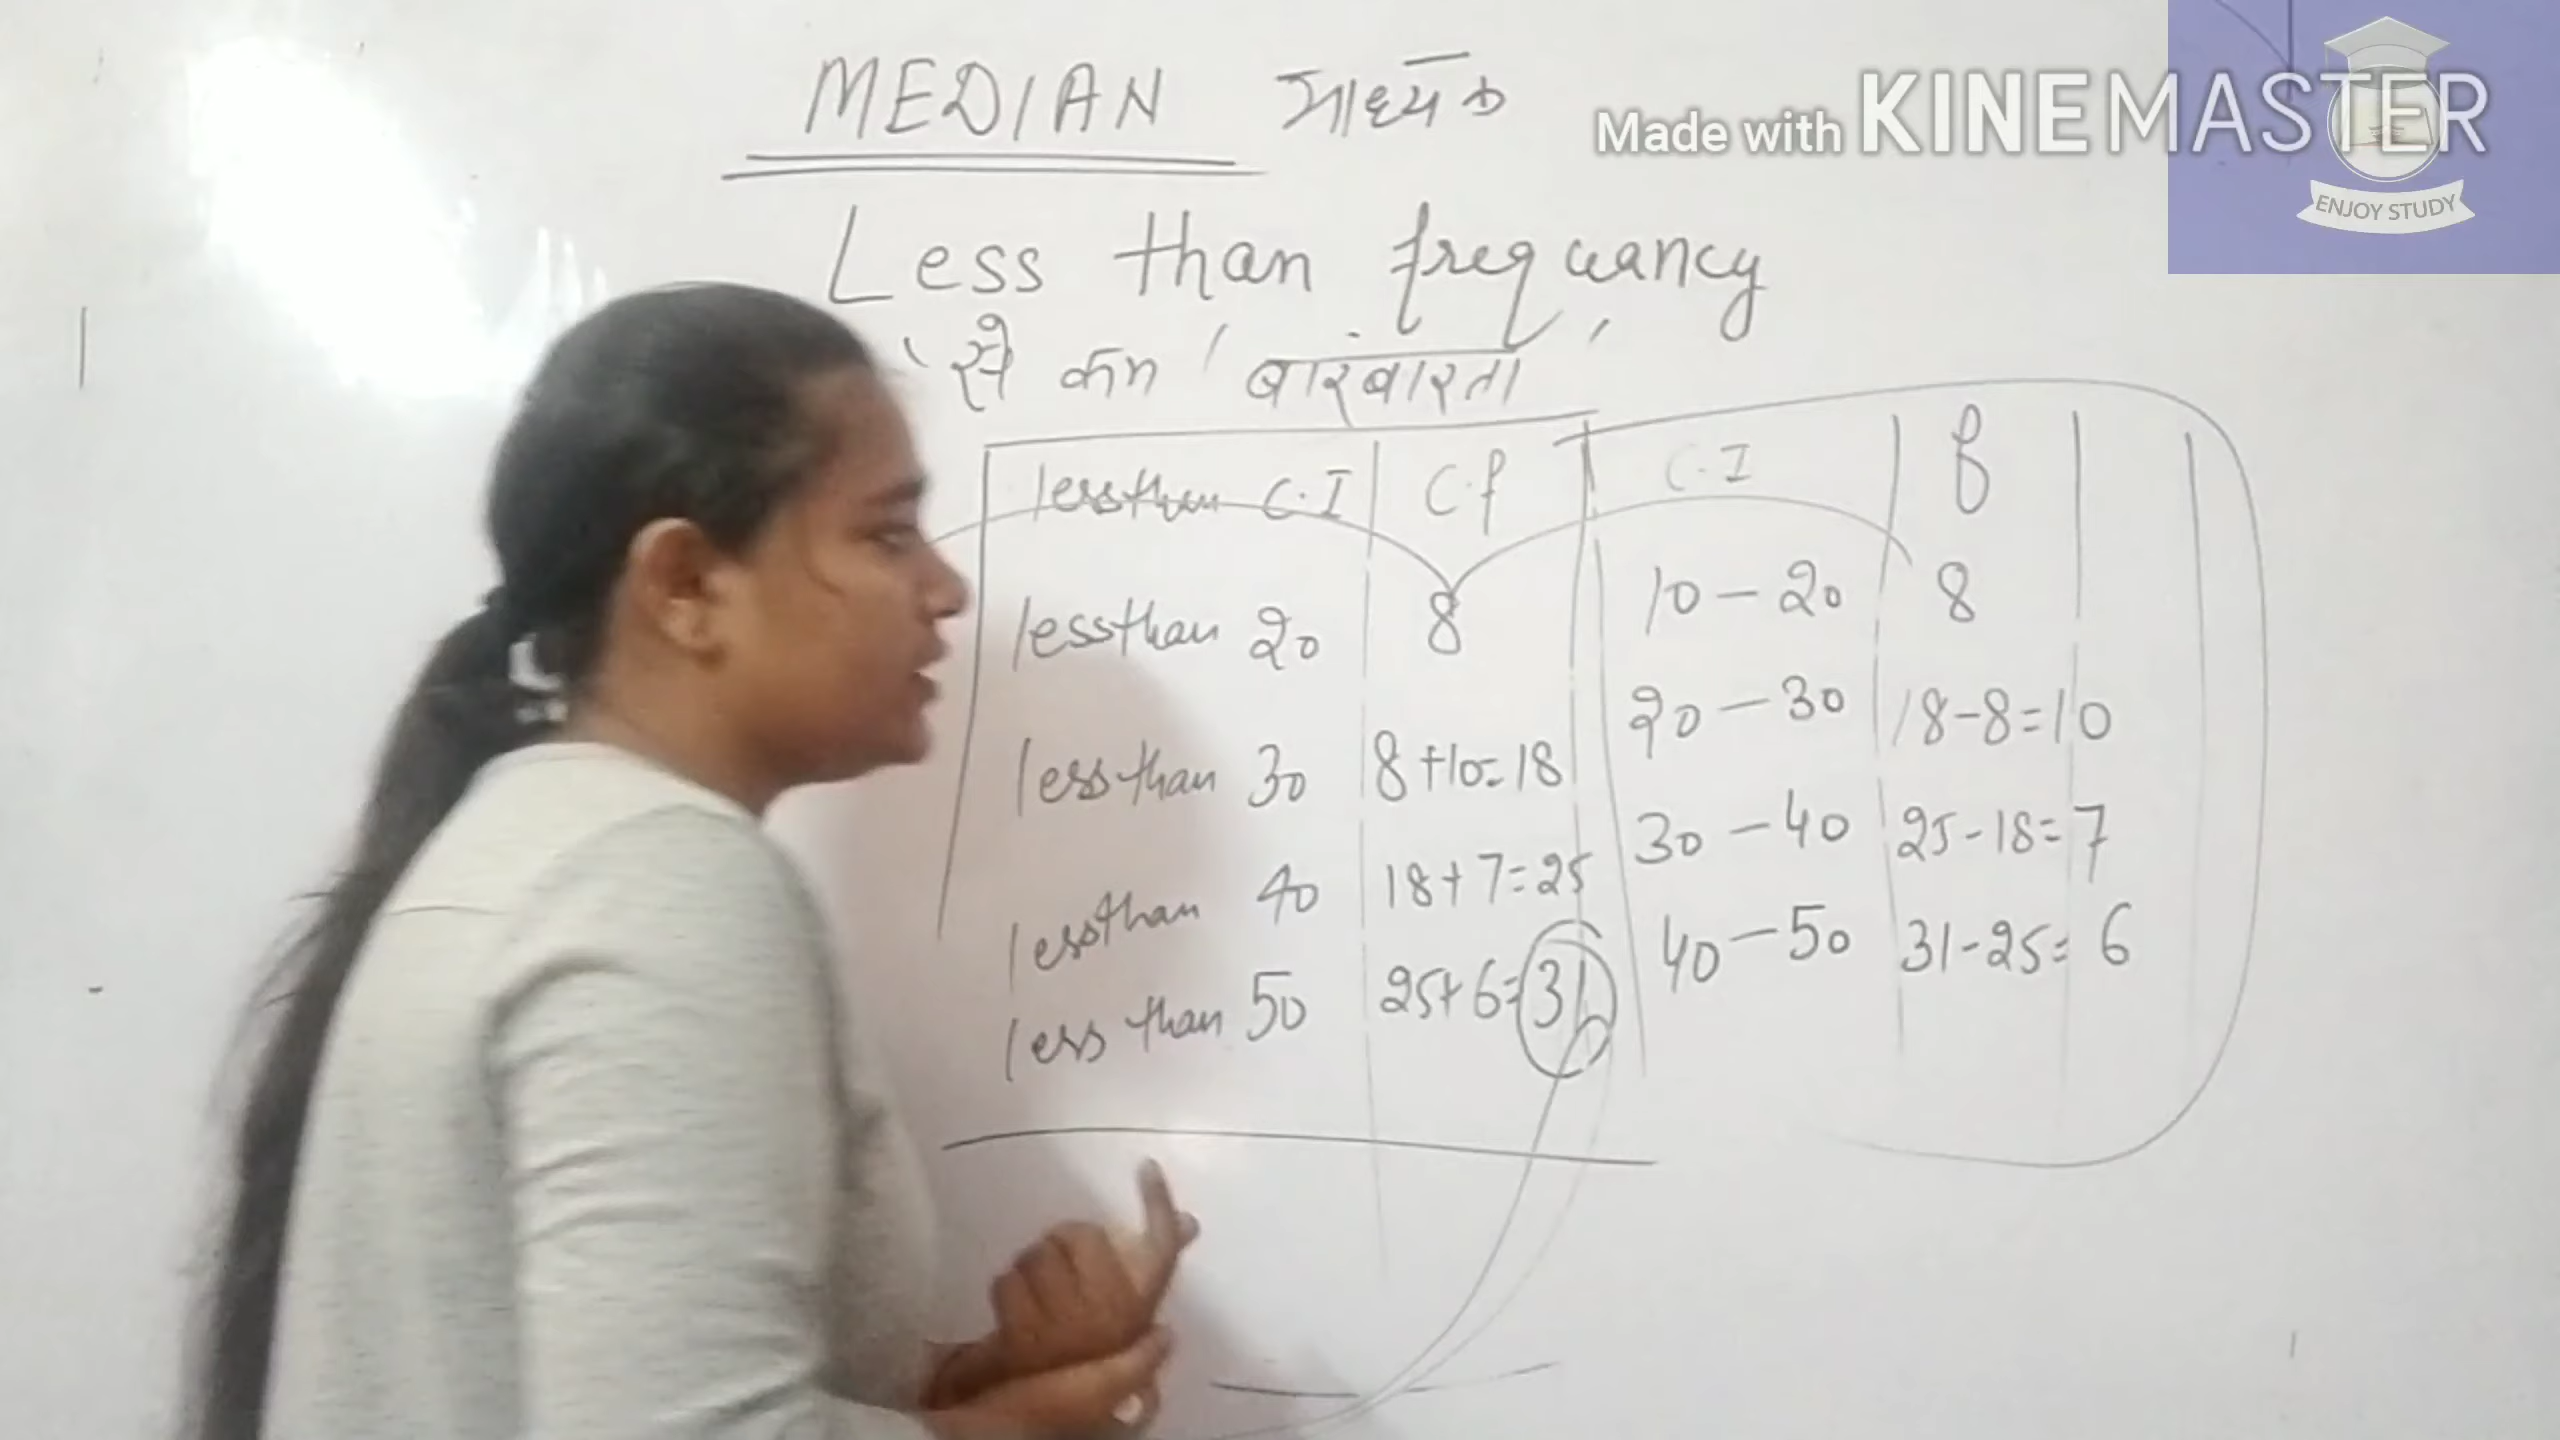 MEDIAN माध्यक
Made with KINEMASTER
ENJOY STUDY
Less than frequancy
'से कम' बारंबारता'
lessthan C.I C.f C.I f
lessthan 20 8 10-20 8
less than 30 8+10=18 20-30 18-8=10
lessthan 40 18+7=25 30-40 25-18=7
less than 50 25+6=31 40-50 31-25=6